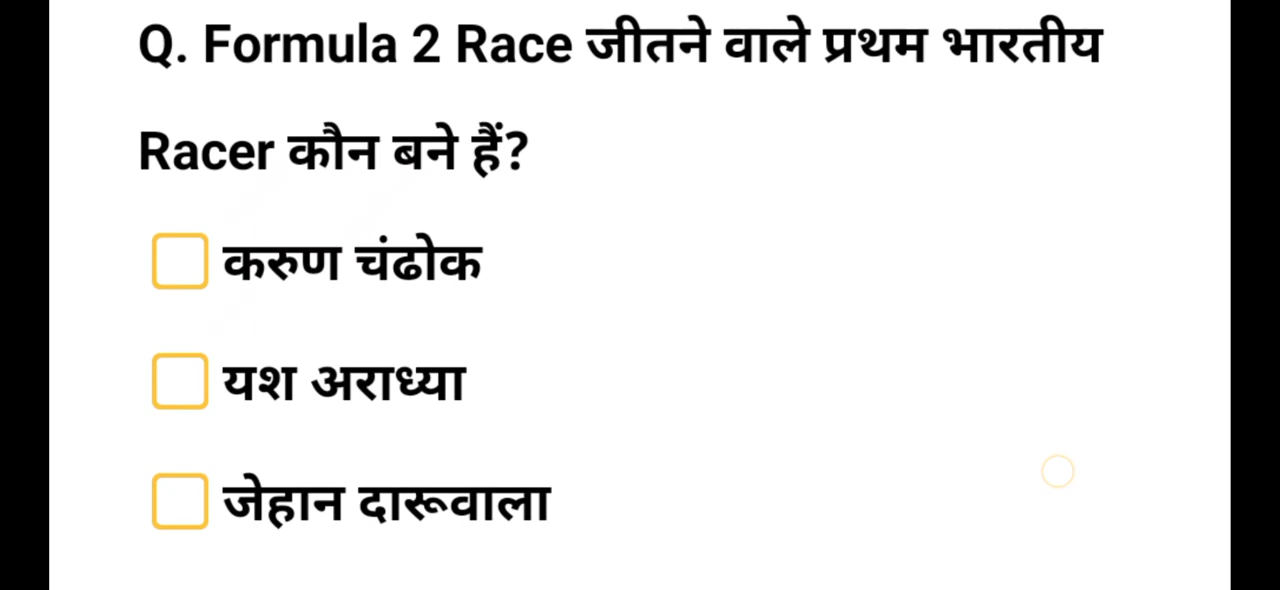 Q. Formula 2 Race जीतने वाले प्रथम भारतीय
Racer कौन बने हैं?
करुण चंढोक
यश अराध्या
जेहान दारूवाला